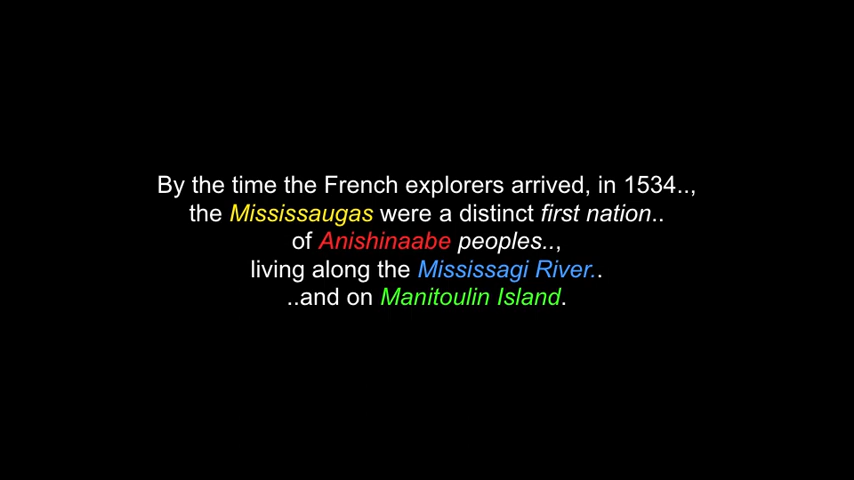 By the time the French explorers arrived, in 1534..,
the Mississaugas were a distinct first nation..
of Anishinaabe peoples..,
living along the Mississagi River..
..and on Manitoulin Island.